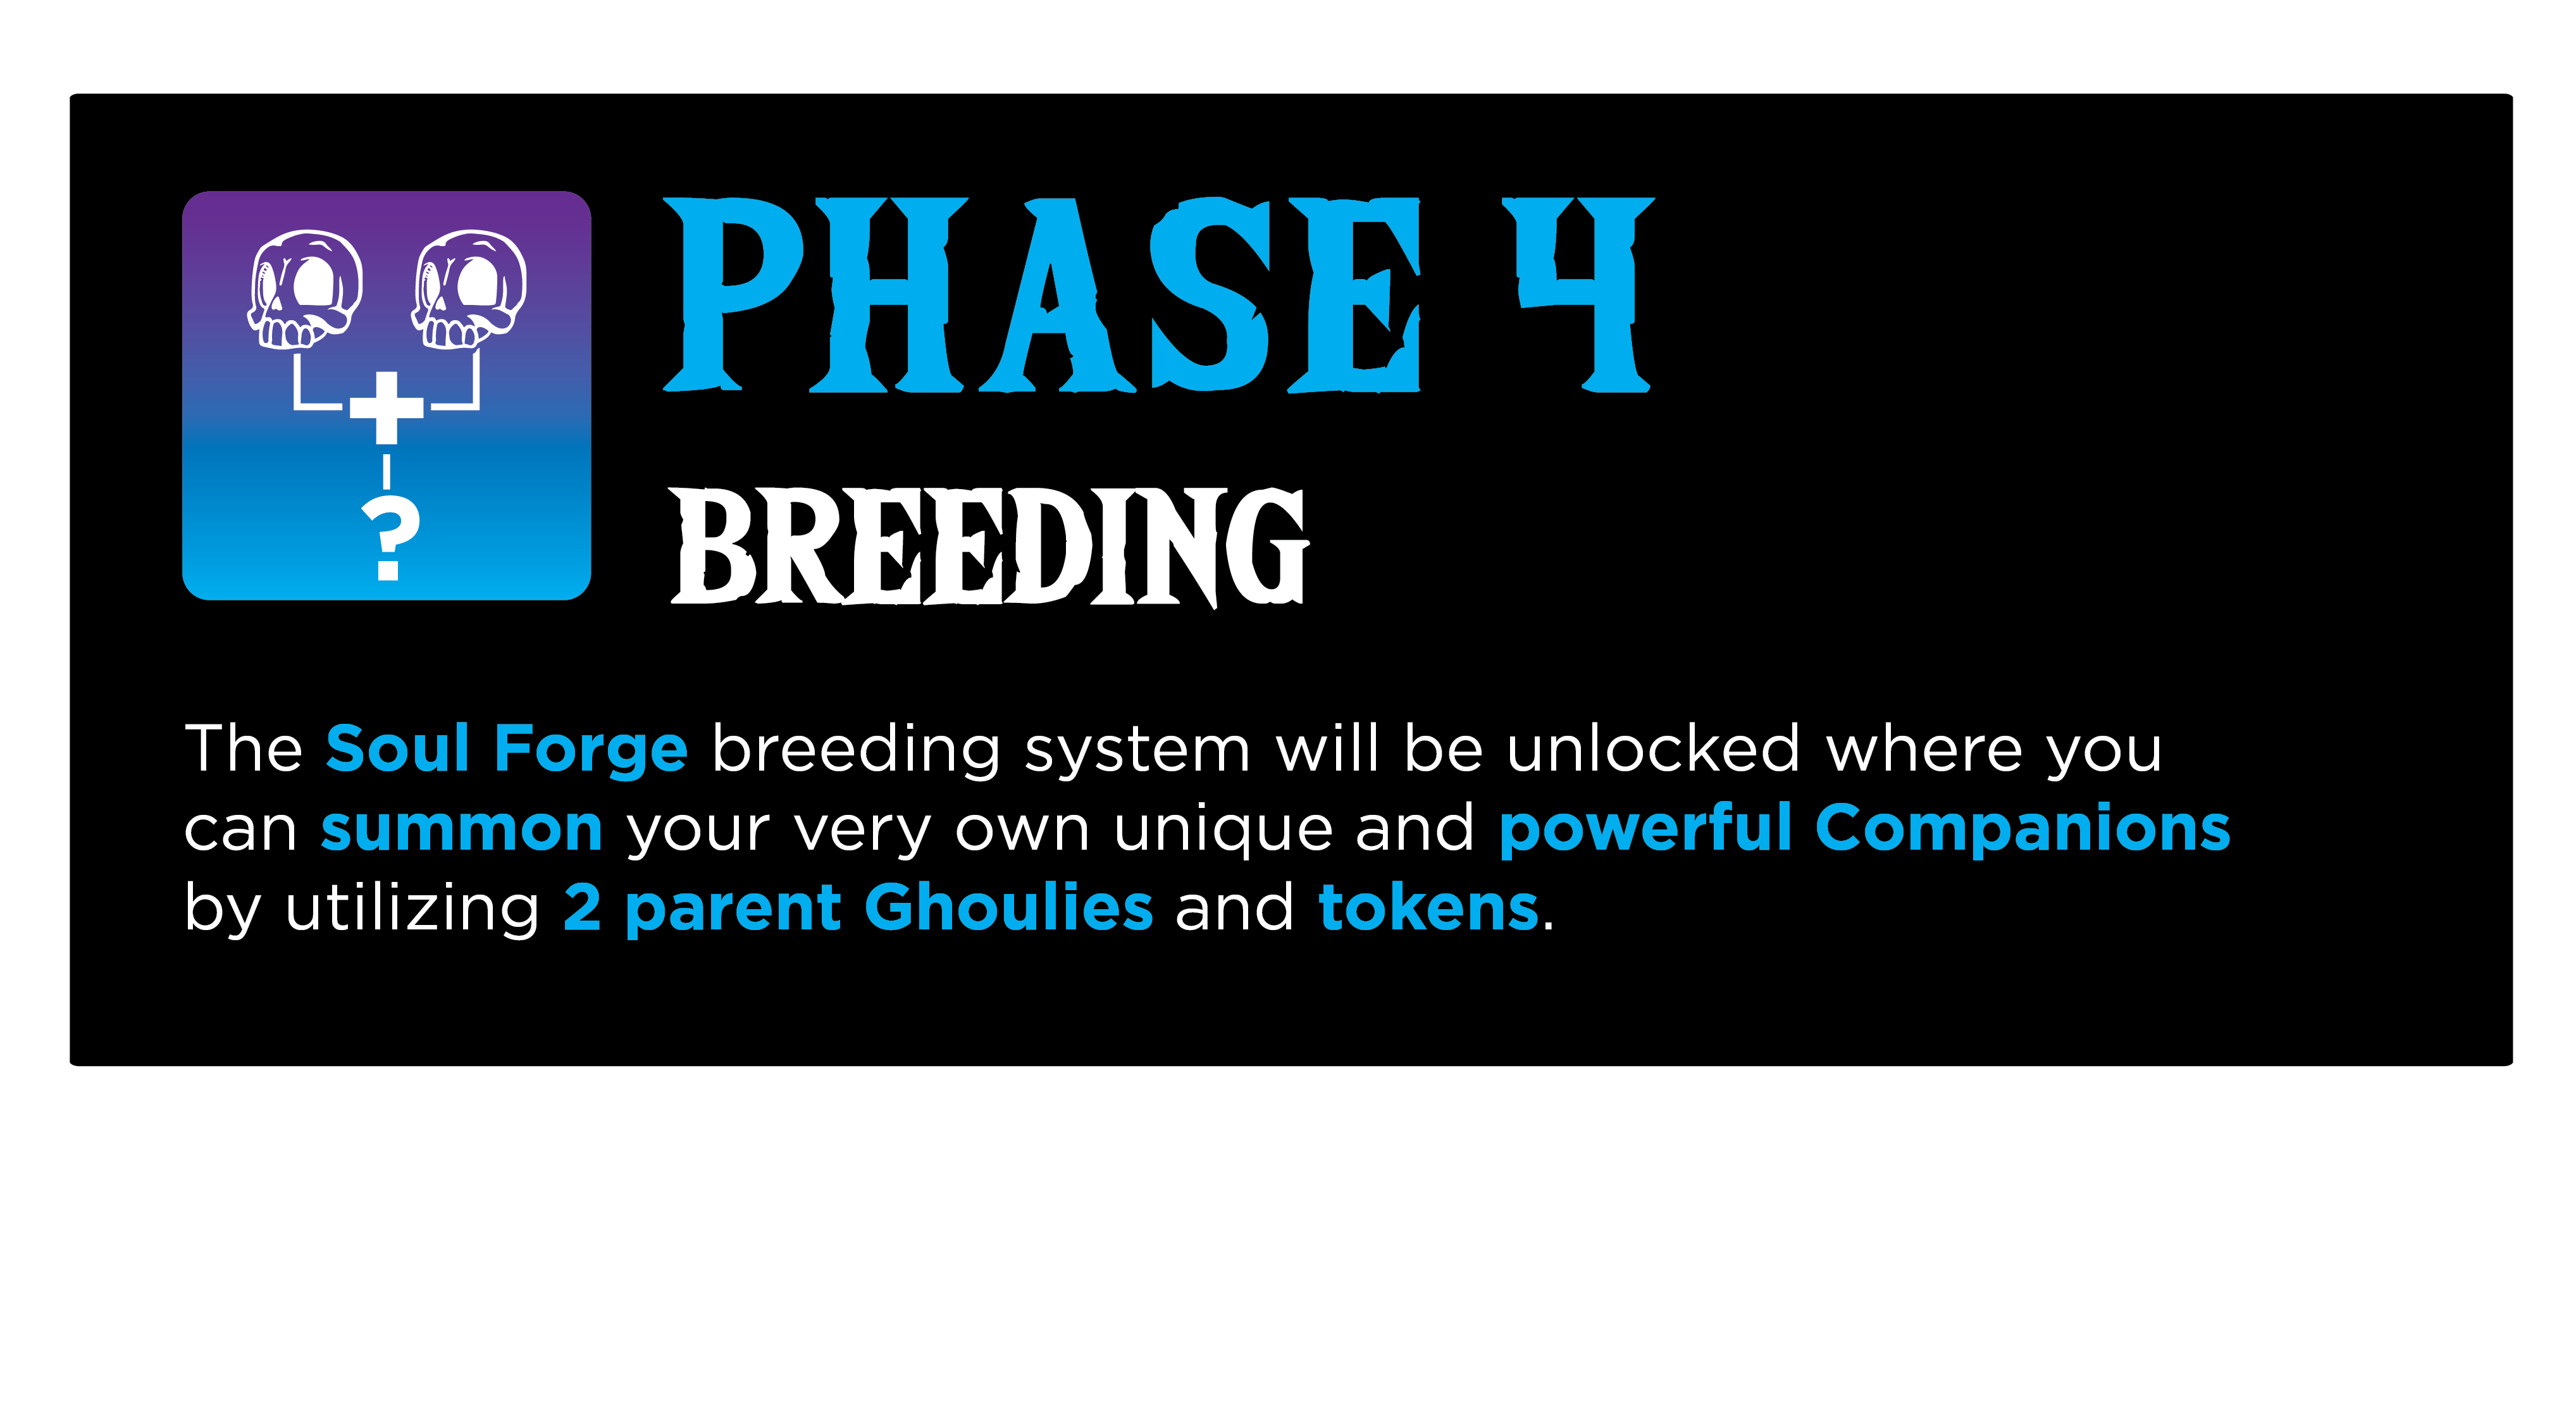 PHASE 4
BREEDING
+
?
The Soul Forge breeding system will be unlocked where you
can summon your very own unique and powerful Companions
by utilizing 2 parent Ghoulies and tokens.